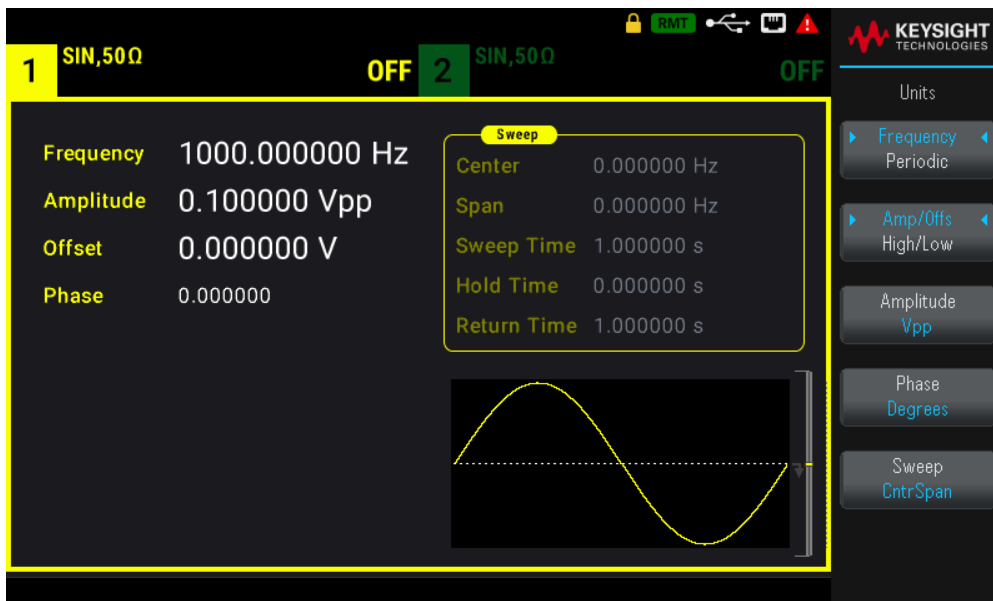 RMT
KEYSIGHT
TECHNOLOGIES
1 SIN,50Ω OFF 2 SIN,50Ω OFF
Units
Frequency
Periodic
Amp/Offs
High/Low
Amplitude
Vpp
Phase
Degrees
Sweep
CntrSpan
Frequency 1000.000000 Hz
Amplitude 0.100000 Vpp
Offset 0.000000 V
Phase 0.000000
Sweep
Center 0.000000 Hz
Span 0.000000 Hz
Sweep Time 1.000000 s
Hold Time 0.000000 s
Return Time 1.000000 s